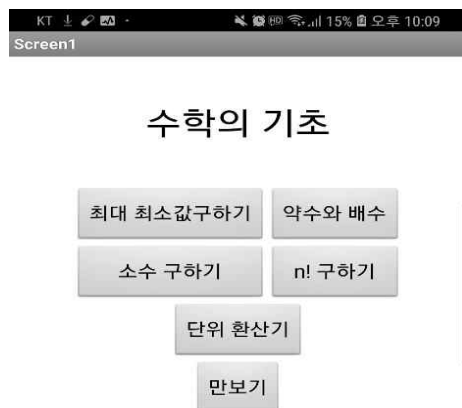 KT 15% 오후 10:09
Screen1
수학의 기초
최대 최소값구하기 약수와 배수
소수 구하기 n! 구하기
단위 환산기
만보기